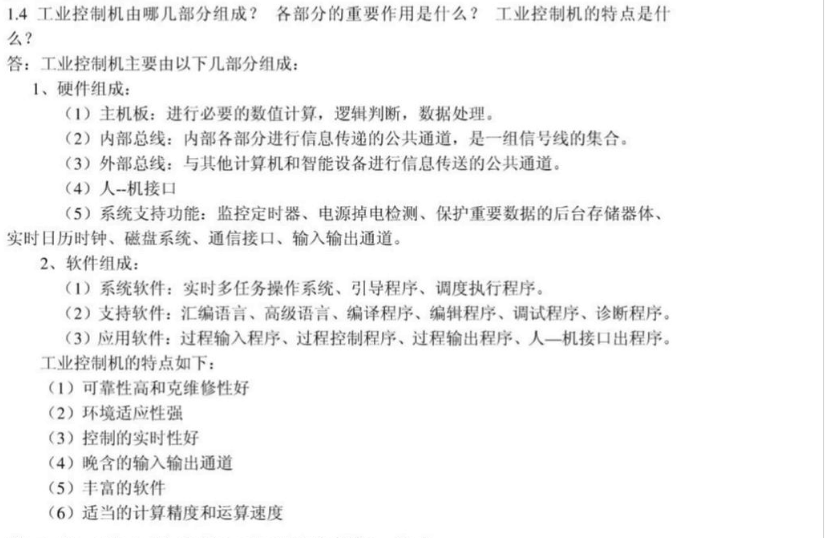 1.4 工业控制机由哪几部分组成？ 各部分的重要作用是什么？ 工业控制机的特点是什
么？
答：工业控制机主要由以下几部分组成：
1、硬件组成：
（1）主机板：进行必要的数值计算，逻辑判断，数据处理。
（2）内部总线：内部各部分进行信息传递的公共通道，是一组信号线的集合。
（3）外部总线：与其他计算机和智能设备进行信息传送的公共通道。
（4）人--机接口
（5）系统支持功能：监控定时器、电源掉电检测、保护重要数据的后台存储器体、
实时日历时钟、磁盘系统、通信接口、输入输出通道。
2、软件组成：
（1）系统软件：实时多任务操作系统、引导程序、调度执行程序。
（2）支持软件：汇编语言、高级语言、编译程序、编辑程序、调试程序、诊断程序。
（3）应用软件：过程输入程序、过程控制程序、过程输出程序、人—机接口出程序。
工业控制机的特点如下：
（1）可靠性高和克维修性好
（2）环境适应性强
（3）控制的实时性好
（4）晚含的输入输出通道
（5）丰富的软件
（6）适当的计算精度和运算速度